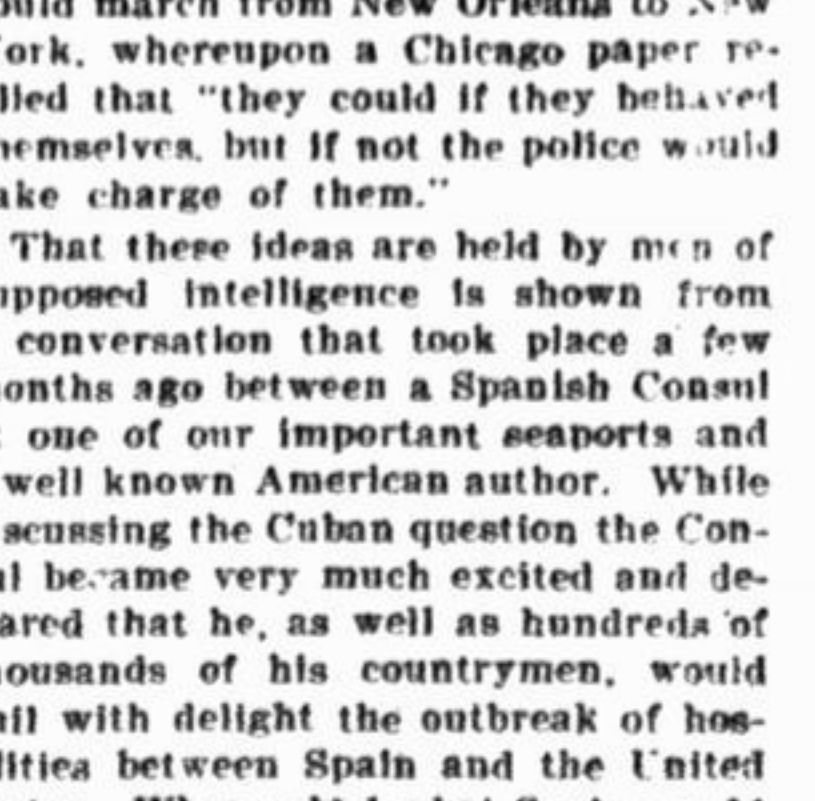 ould march from New Orleans to New
ork, whereupon a Chicago paper re-
lied that "they could if they behaved
hemselves, but if not the police would
ake charge of them."
That these ideas are held by men of
upposed intelligence is shown from
conversation that took place a few
onths ago between a Spanish Consul
one of our important seaports and
well known American author. While
scussing the Cuban question the Con-
ul became very much excited and de-
ared that he, as well as hundreds of
housands of his countrymen, would
ail with delight the outbreak of hos-
lities between Spain and the United